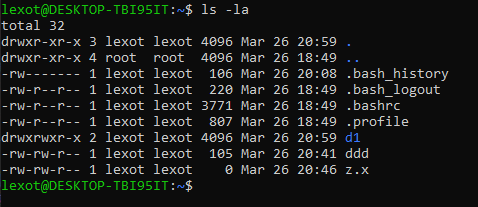 lexot@DESKTOP-TBI95IT:~$ ls -la
total 32
drwxr-xr-x 3 lexot lexot 4096 Mar 26 20:59 .
drwxr-xr-x 4 root  root  4096 Mar 26 18:49 ..
-rw------- 1 lexot lexot  106 Mar 26 20:08 .bash_history
-rw-r--r-- 1 lexot lexot  220 Mar 26 18:49 .bash_logout
-rw-r--r-- 1 lexot lexot 3771 Mar 26 18:49 .bashrc
-rw-r--r-- 1 lexot lexot  807 Mar 26 18:49 .profile
drwxrwxr-x 2 lexot lexot 4096 Mar 26 20:59 d1
-rw-rw-r-- 1 lexot lexot  105 Mar 26 20:41 ddd
-rw-rw-r-- 1 lexot lexot    0 Mar 26 20:46 z.x
lexot@DESKTOP-TBI95IT:~$